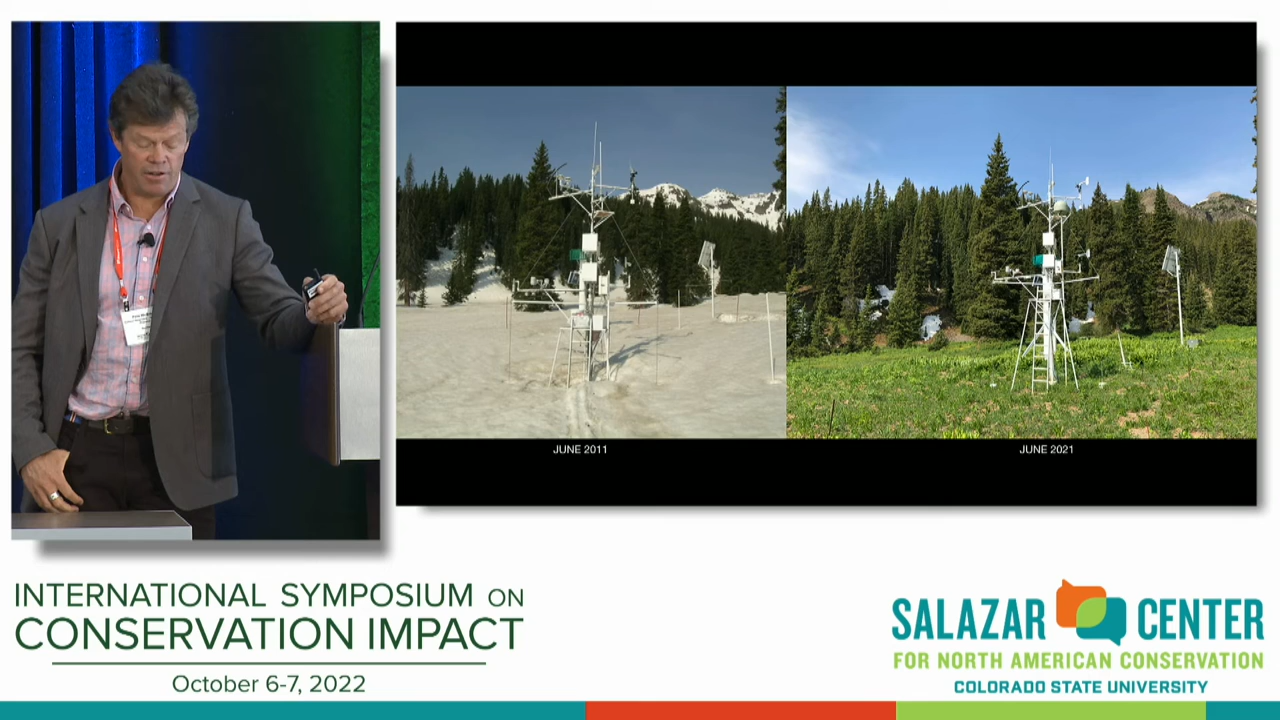 JUNE 2011
JUNE 2021
INTERNATIONAL SYMPOSIUM ON
CONSERVATION IMPACT
October 6-7, 2022
SALAZAR CENTER
FOR NORTH AMERICAN CONSERVATION
COLORADO STATE UNIVERSITY